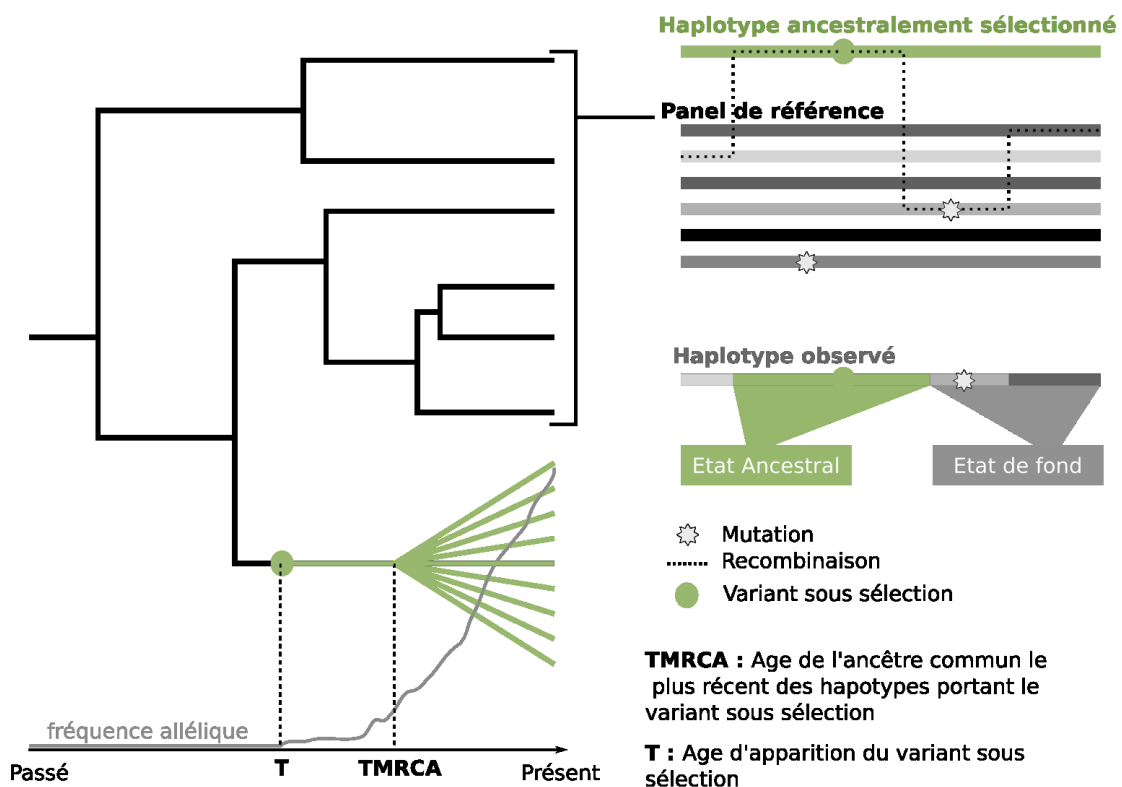 Haplotype ancestralement sélectionné
Panel de référence
Haplotype observé
Etat Ancestral
Etat de fond
Mutation
Recombinaison
Variant sous sélection
TMRCA : Age de l'ancêtre commun le
plus récent des hapotypes portant le
variant sous sélection
T : Age d'apparition du variant sous
sélection
fréquence allélique
Passé
T
TMRCA
Présent